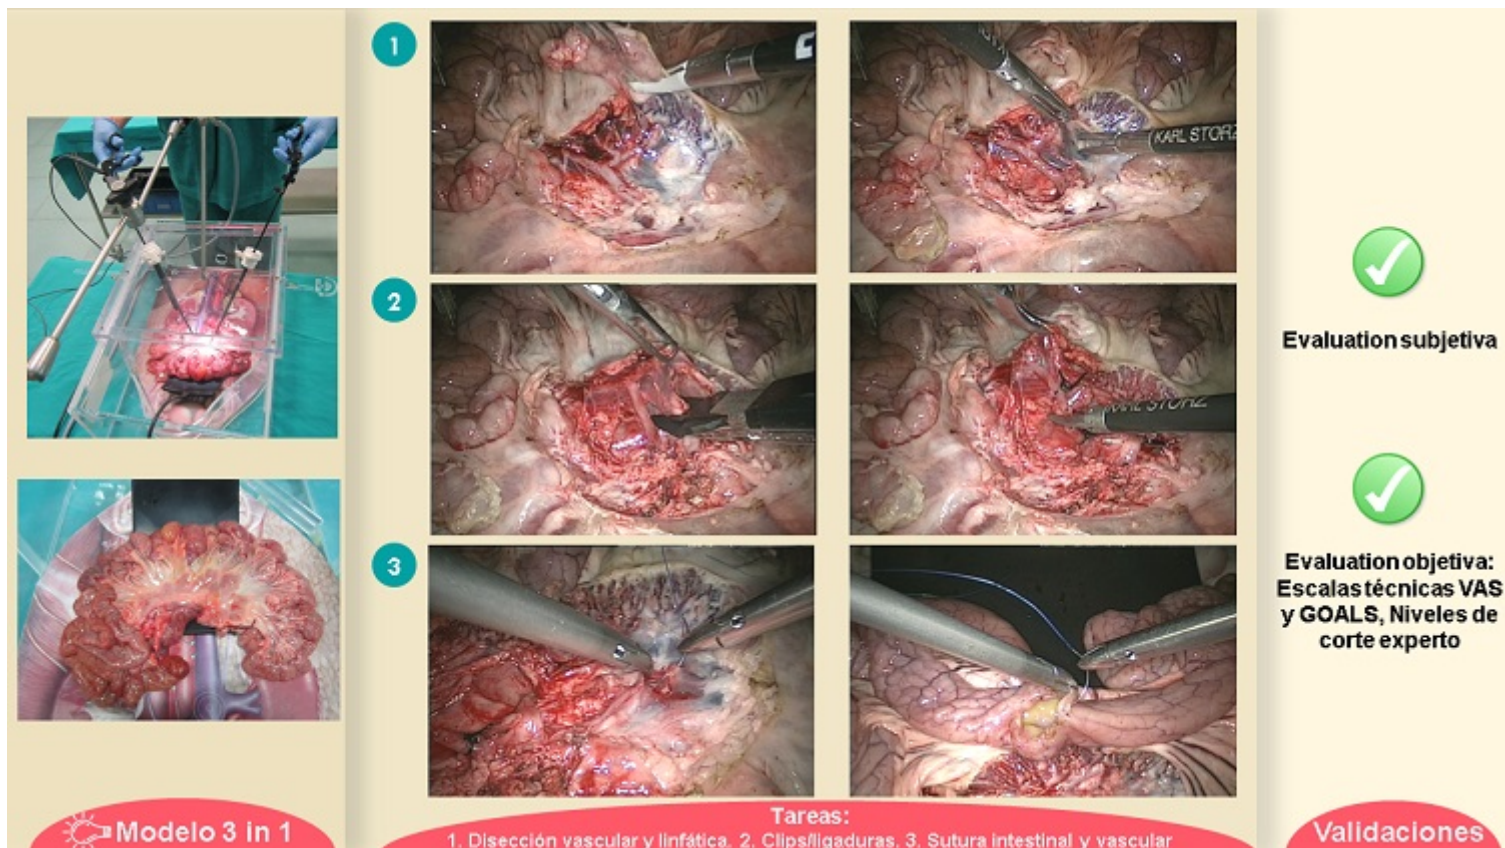 1
KARL STORZ
2
KARL STORZ
3
Evaluation subjetiva
Evaluation objetiva:
Escalas técnicas VAS
y GOALS, Niveles de
corte experto
Modelo 3 in 1
Tareas:
1. Disección vascular y linfática. 2. Clips/ligaduras. 3. Sutura intestinal y vascular
Validaciones